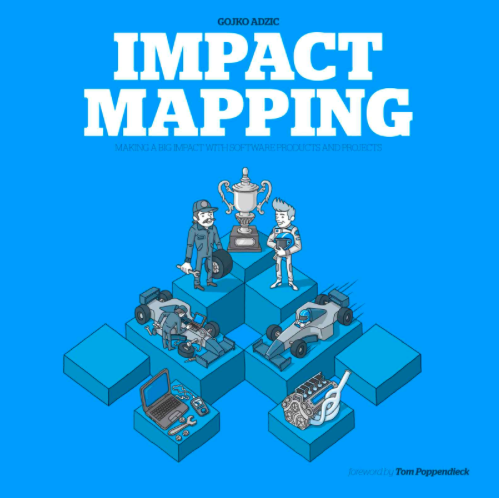 GOJKO ADZIC
IMPACT
MAPPING
MAKING A BIG IMPACT WITH SOFTWARE PRODUCTS AND PROJECTS
foreword by Tom Poppendieck